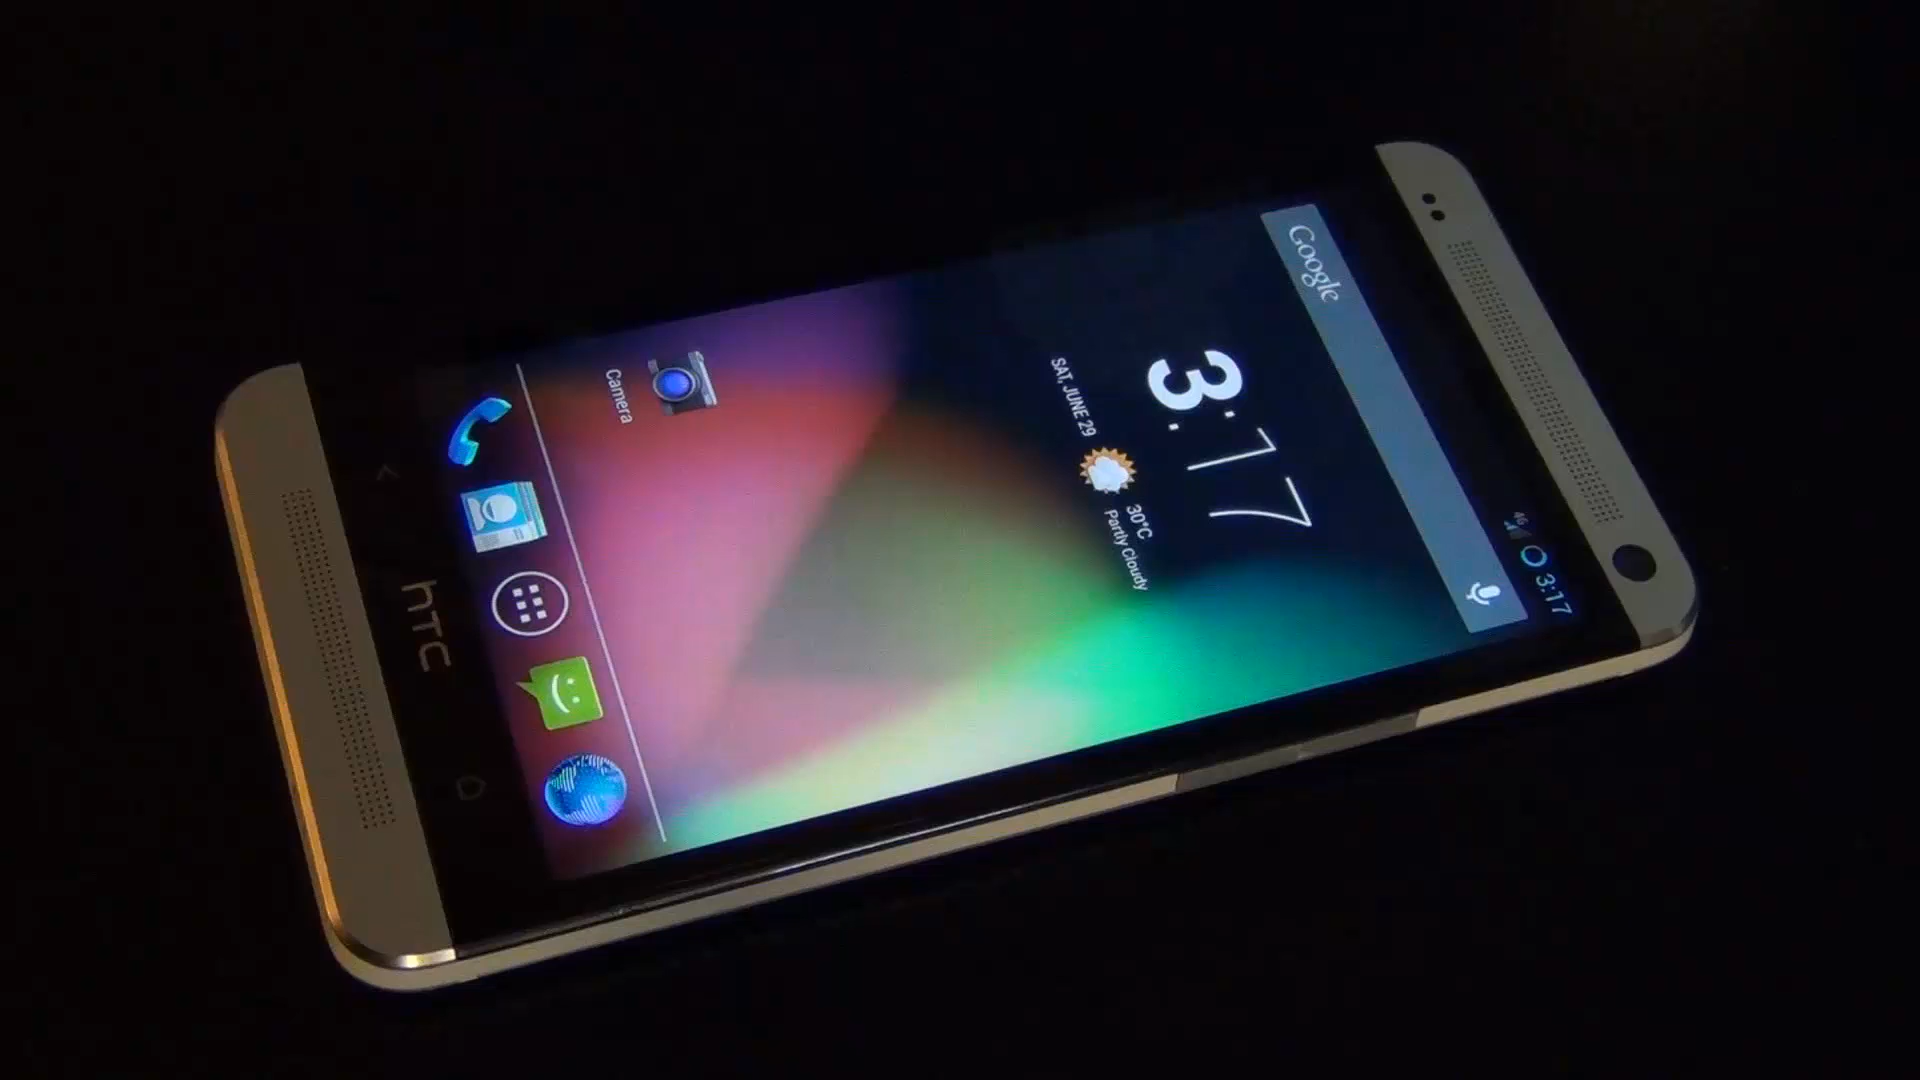 4G 3:17
Google
3:17
SAT, JUNE 29
30°C
Partly Cloudy
Camera
hTC